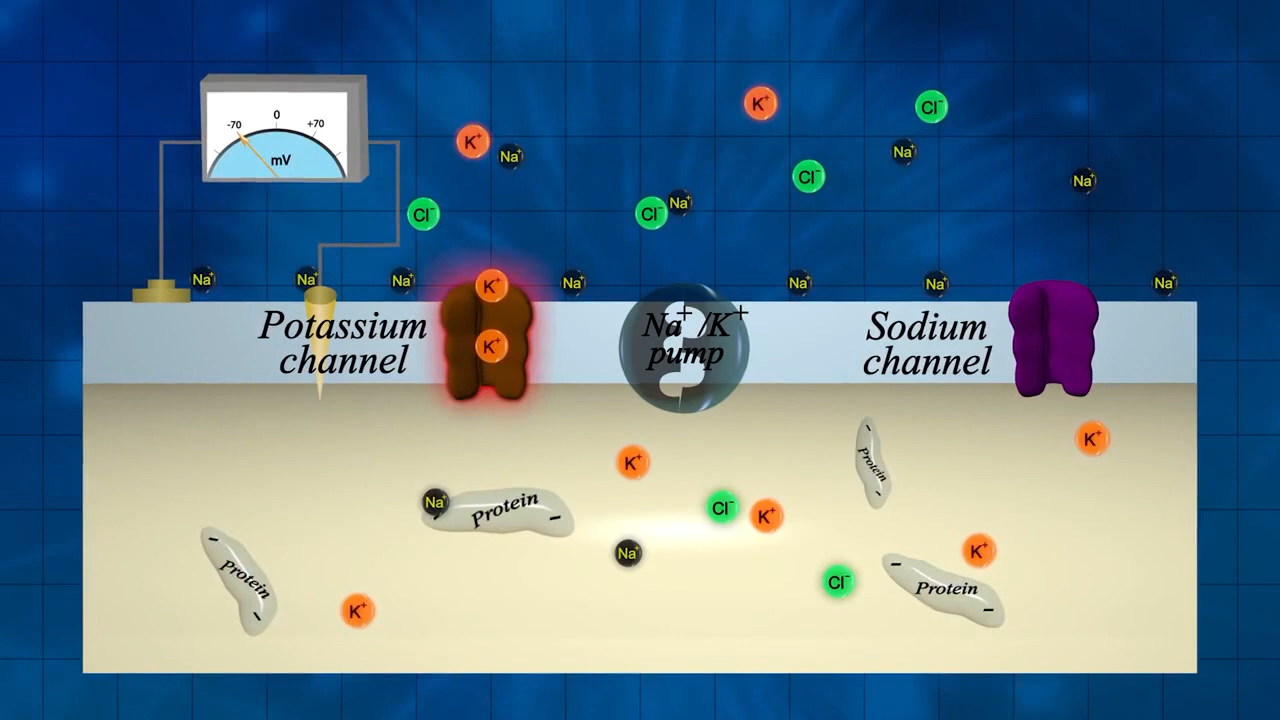 0
-70 +70
mV
K⁺
Cl⁻
K⁺
Na⁺
Na⁺
Cl⁻
Na⁺
Cl⁻
Cl⁻
Na⁺
Na⁺
Na⁺
Na⁺
K⁺
Na⁺
Na⁺
Na⁺
Na⁺
Potassium
channel
K⁺
Na⁺/K⁺
pump
Sodium
channel
K⁺
K⁺
Protein
Na⁺
Protein
Cl⁻
K⁺
Na⁺
K⁺
Protein
K⁺
Cl⁻
Protein